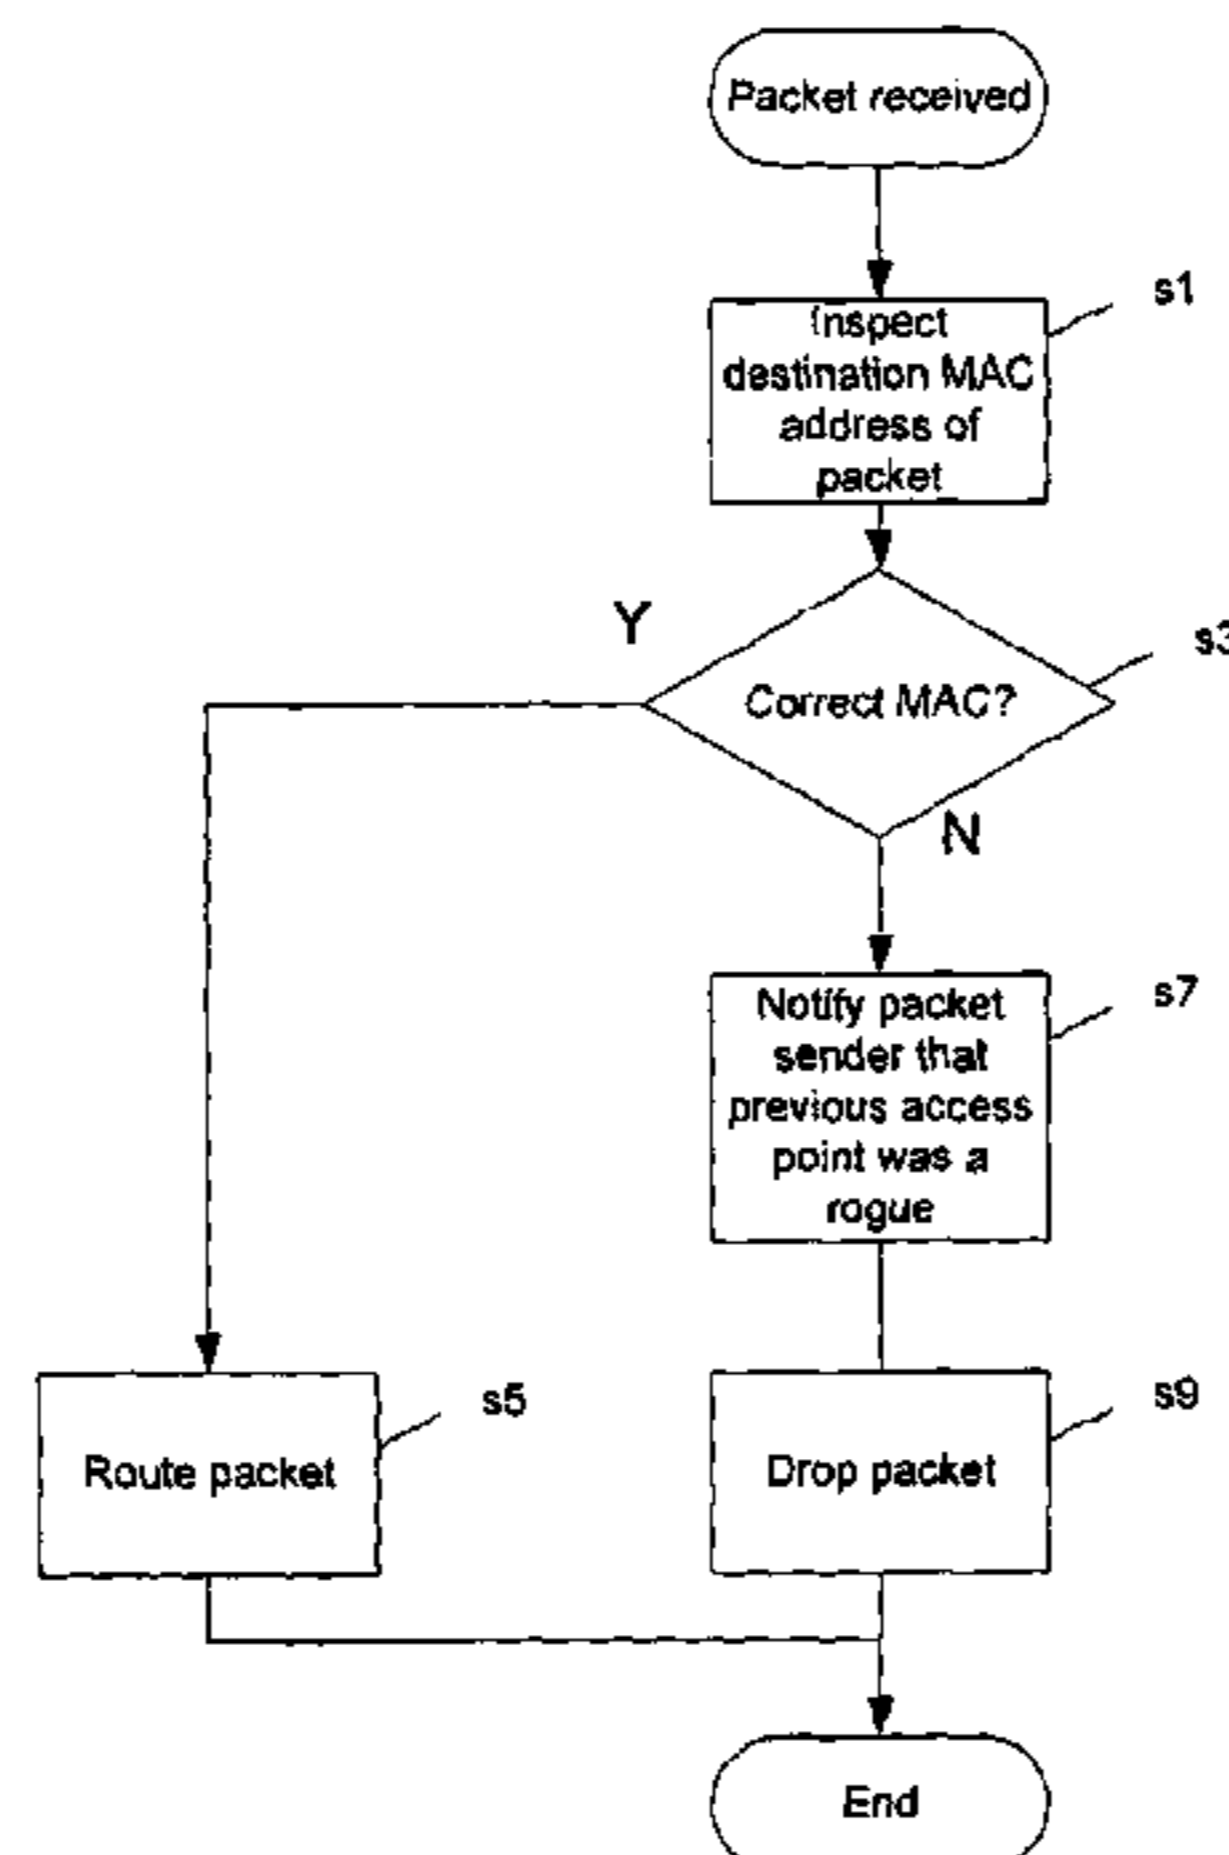 Packet received
s1
Inspect
destination MAC
address of
packet
Y
s3
Correct MAC?
N
s7
Notify packet
sender that
previous access
point was a
rogue
s5
s9
Route packet
Drop packet
End